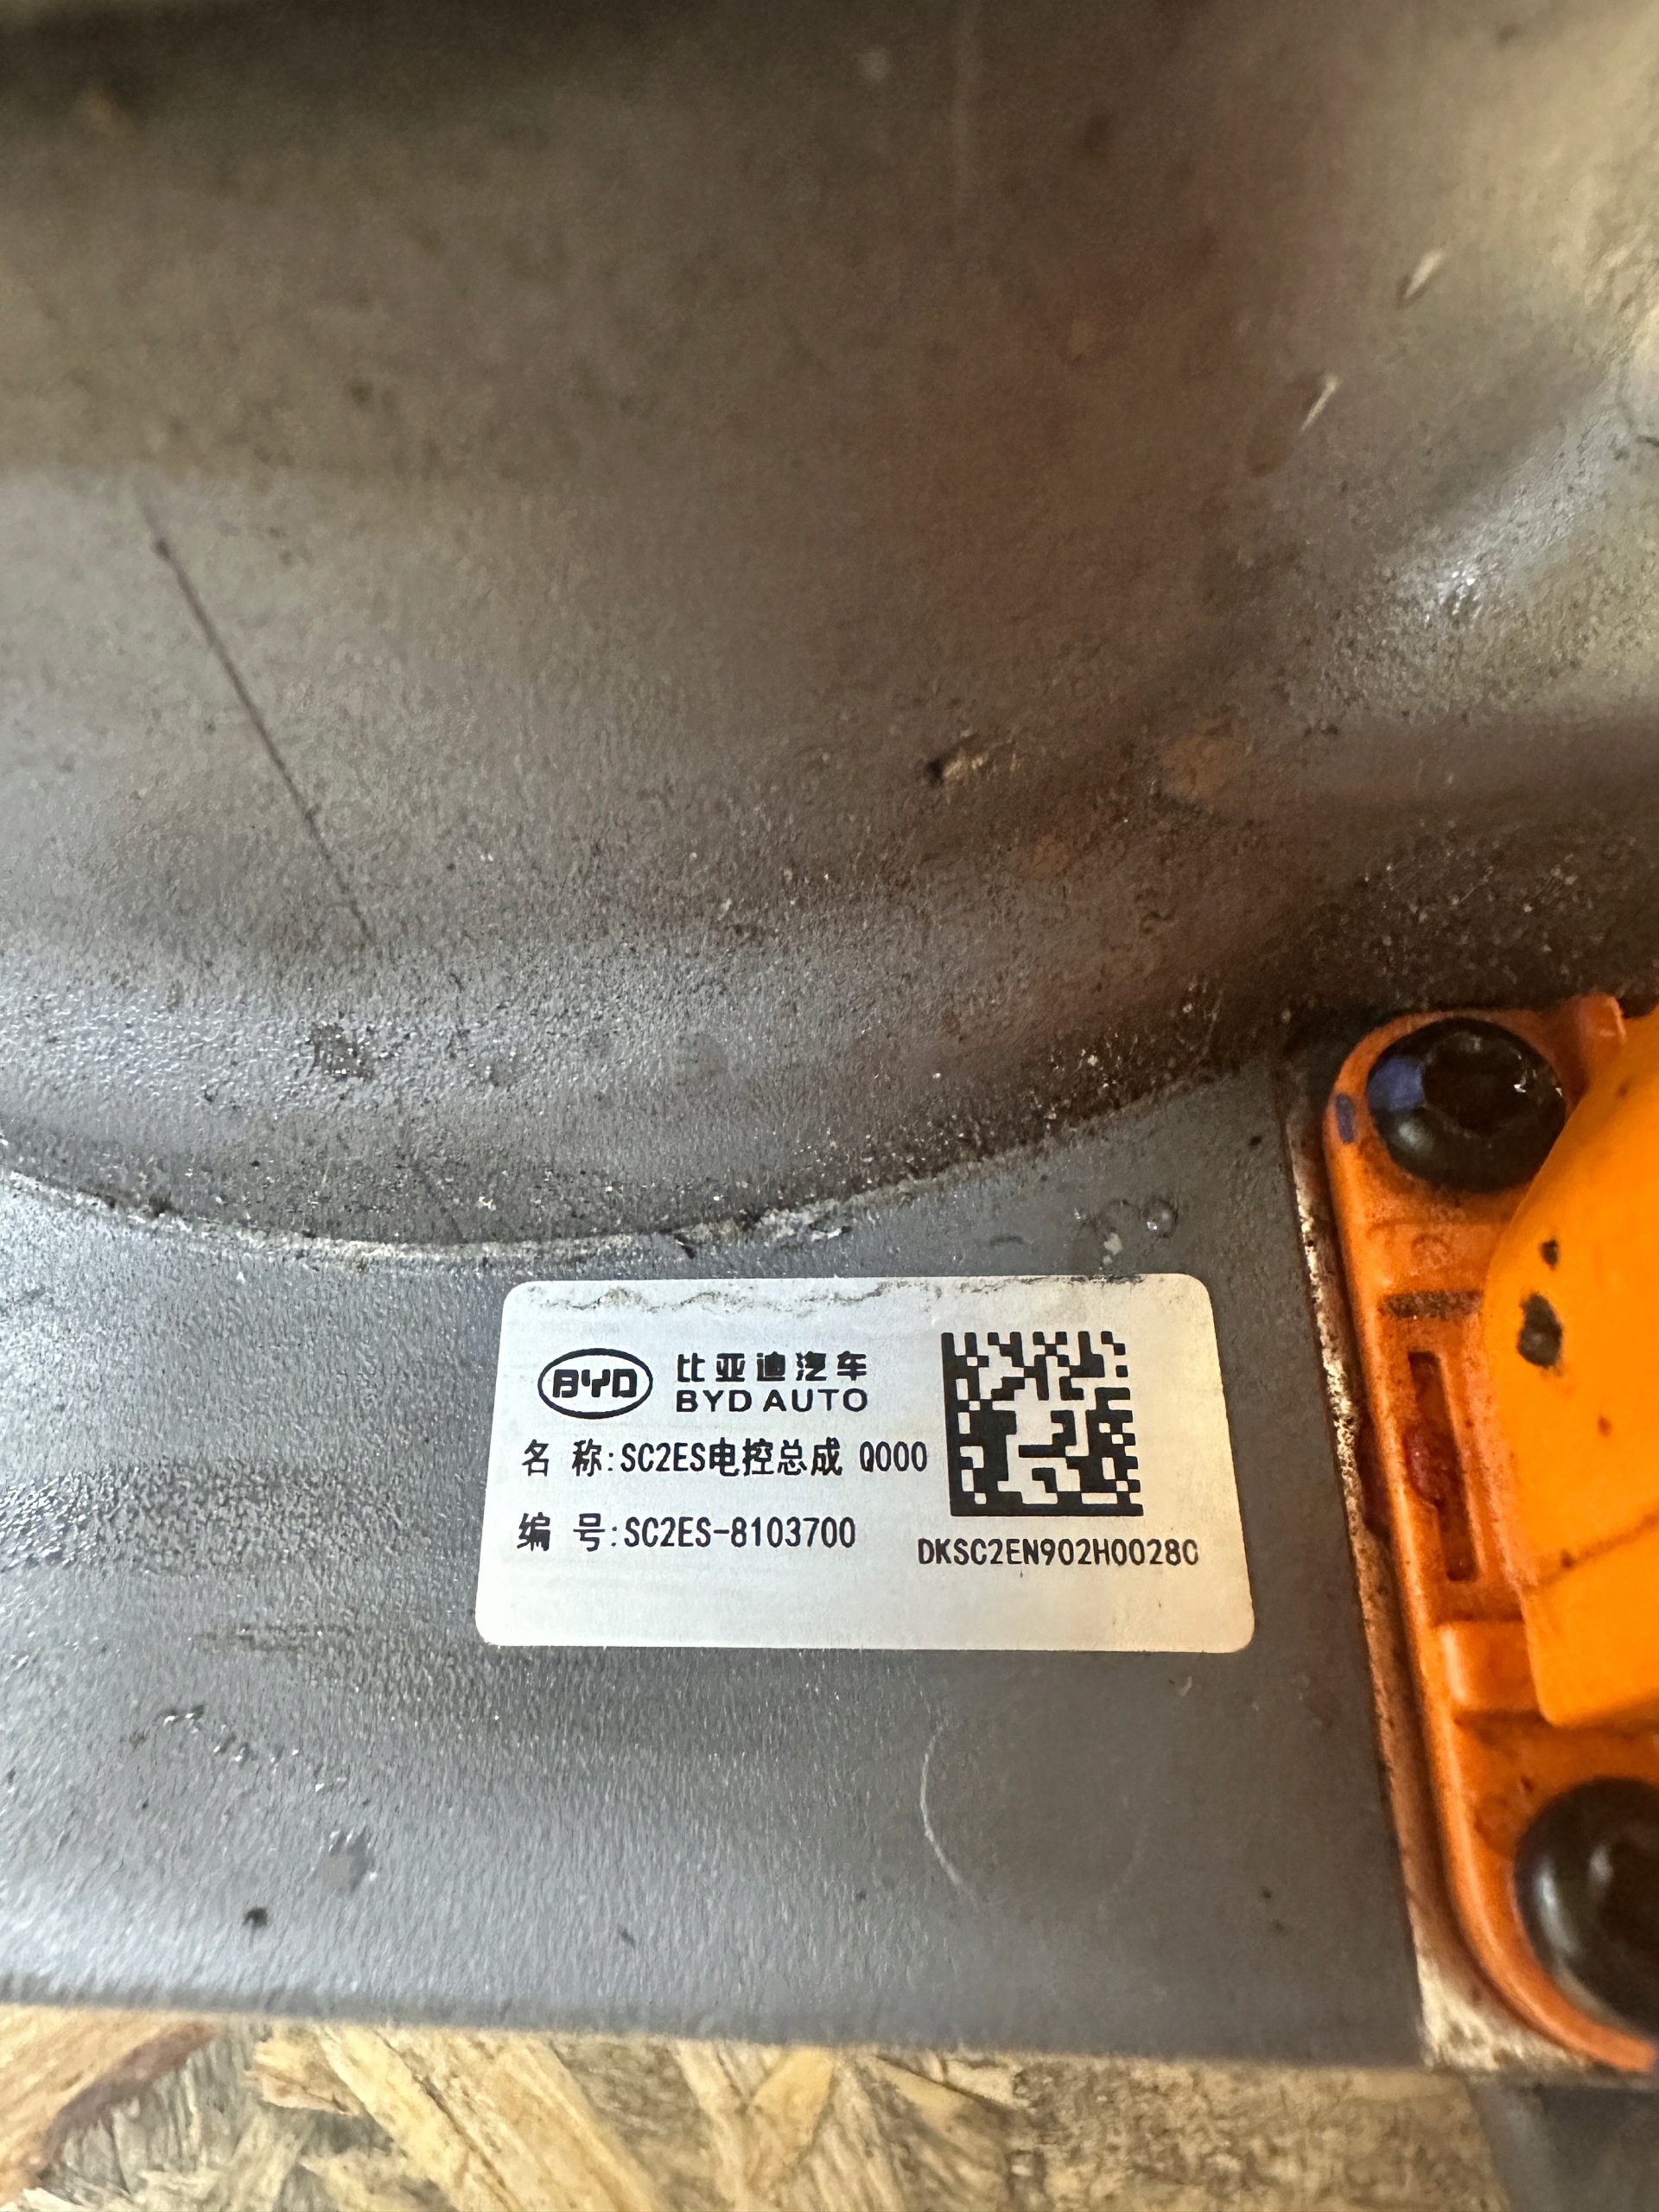 BYD 比亚迪汽车
BYD AUTO
名 称:SC2ES电控总成 Q000
编 号:SC2ES-8103700
DKSC2EN902H0028C